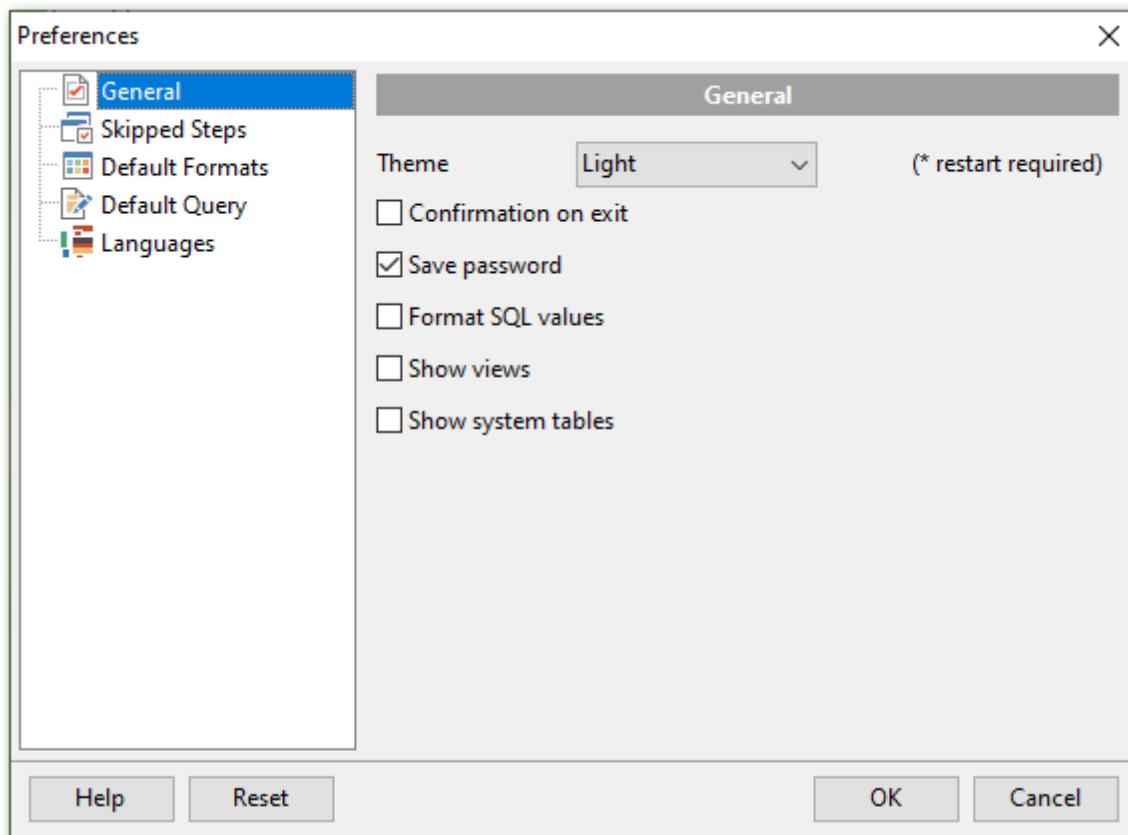 Preferences
General
Skipped Steps
Default Formats
Default Query
Languages
General
Theme Light (* restart required)
Confirmation on exit
Save password
Format SQL values
Show views
Show system tables
Help Reset OK Cancel